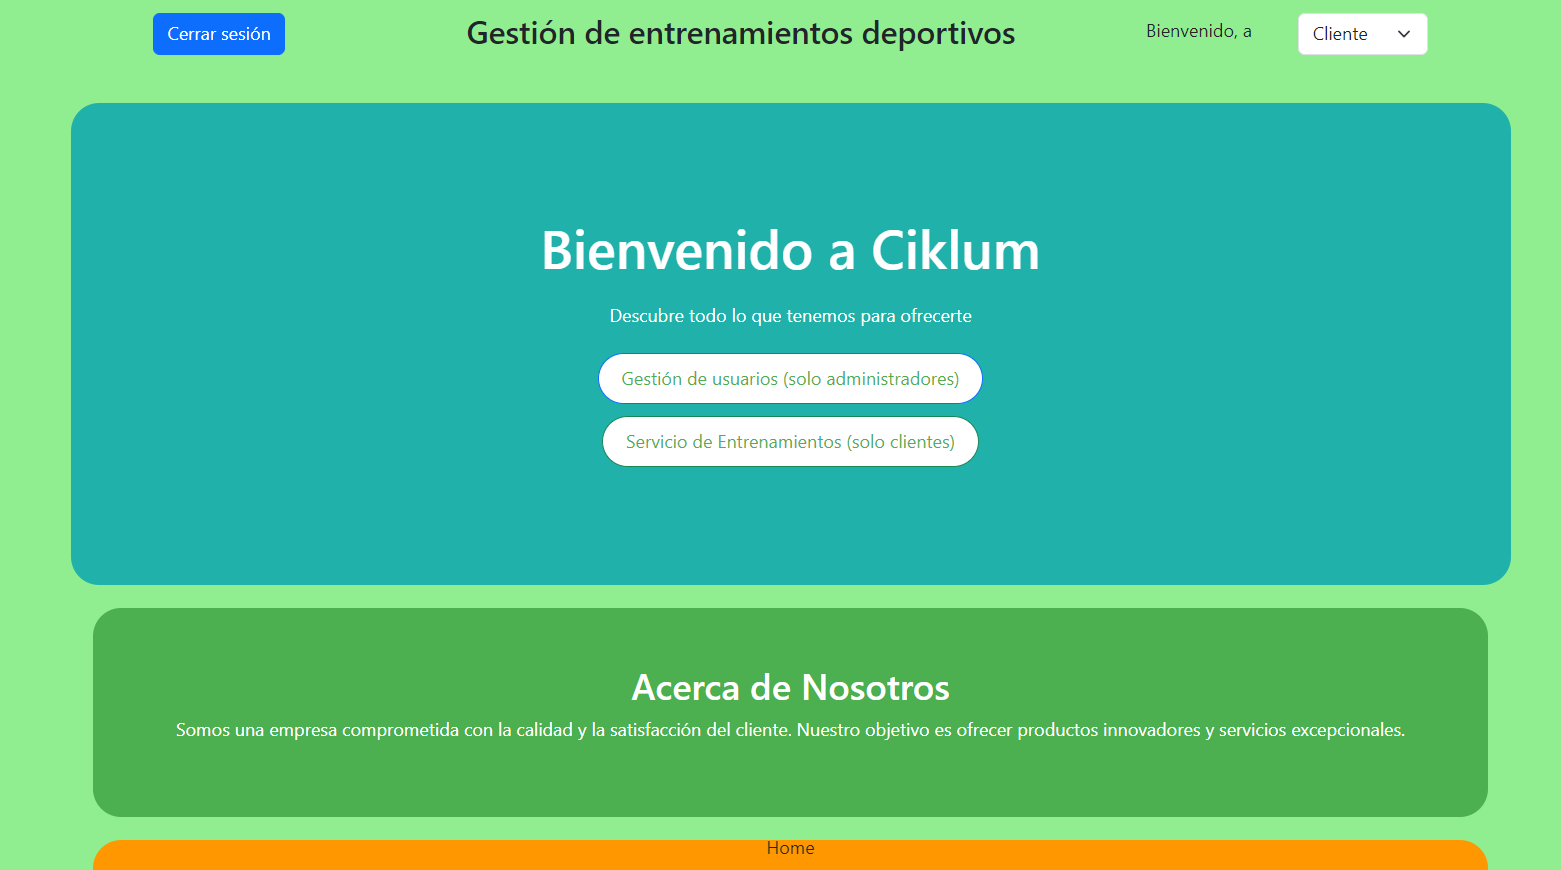 Cerrar sesión
Gestión de entrenamientos deportivos
Bienvenido, a
Cliente
Bienvenido a Ciklum
Descubre todo lo que tenemos para ofrecerte
Gestión de usuarios (solo administradores)
Servicio de Entrenamientos (solo clientes)
Acerca de Nosotros
Somos una empresa comprometida con la calidad y la satisfacción del cliente. Nuestro objetivo es ofrecer productos innovadores y servicios excepcionales.
Home